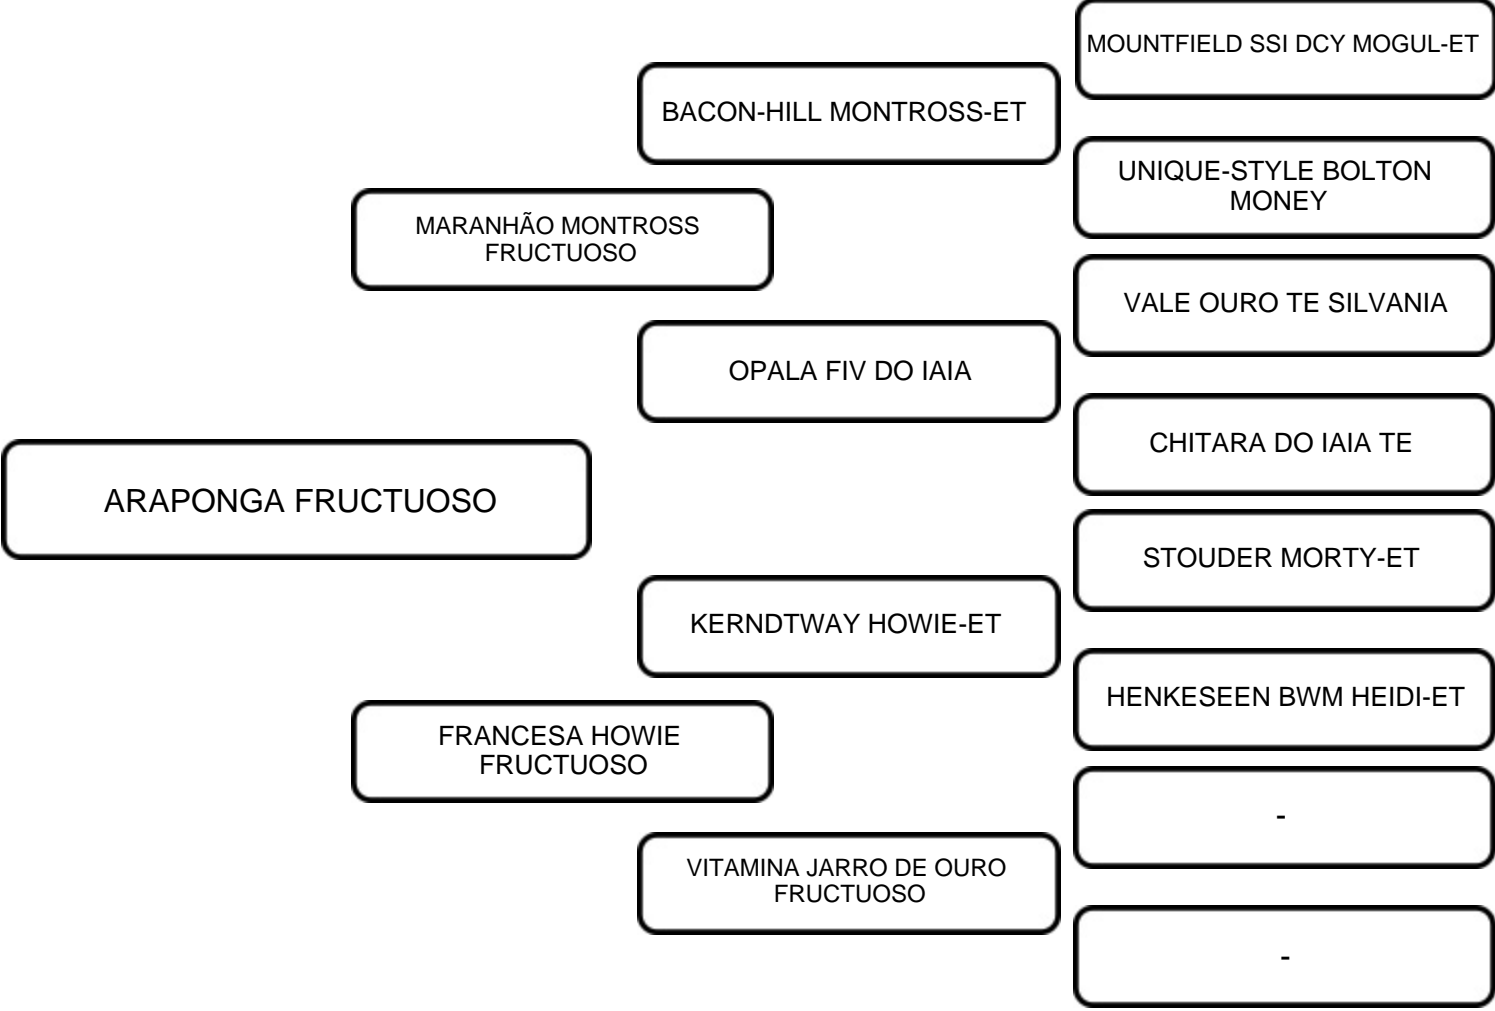 MOUNTFIELD SSI DCY MOGUL-ET
BACON-HILL MONTROSS-ET
UNIQUE-STYLE BOLTON
MONEY
MARANHÃO MONTROSS
FRUCTUOSO
VALE OURO TE SILVANIA
OPALA FIV DO IAIA
CHITARA DO IAIA TE
ARAPONGA FRUCTUOSO
STOUDER MORTY-ET
KERNDTWAY HOWIE-ET
HENKESEEN BWM HEIDI-ET
FRANCESA HOWIE
FRUCTUOSO
-
VITAMINA JARRO DE OURO
FRUCTUOSO
-